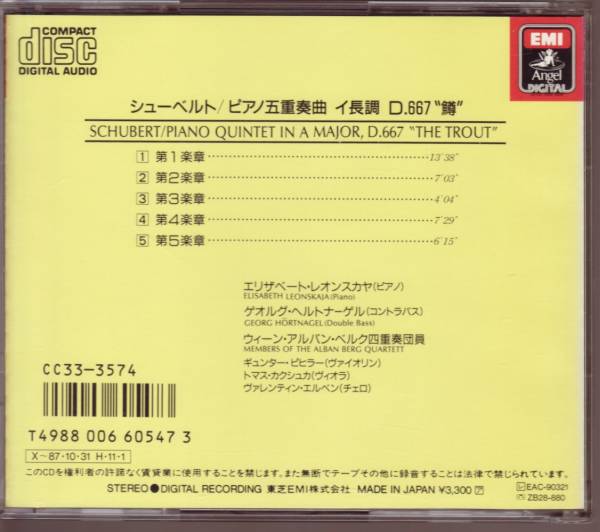 COMPACT
disc
DIGITAL AUDIO
EMI
Angel
DIGITAL
シューベルト/ピアノ五重奏曲 イ長調 D.667 "鱒"
SCHUBERT/PIANO QUINTET IN A MAJOR, D.667 "THE TROUT"
1 第1楽章 13'38"
2 第2楽章 7'03"
3 第3楽章 4'04"
4 第4楽章 7'29"
5 第5楽章 6'15"
エリザベート・レオンスカヤ(ピアノ)
ELISABETH LEONSKAJA (Piano)
ゲオルグ・ヘルトナーゲル(コントラバス)
GEORG HÖRTNAGEL (Double Bass)
ウィーン・アルバン・ベルク四重奏団員
MEMBERS OF THE ALBAN BERG QUARTETT
ギュンター・ピヒラー(ヴァイオリン)
トマス・カクシュカ(ヴィオラ)
ヴァレンティン・エルベン(チェロ)
CC33-3574
T4988 006 60547 3
X〜87・10・31 H・11・1
このCDを権利者の許諾なく賃貸業に使用することを禁じます。また無断でテープその他に録音することは法律で禁じられています。
STEREO●DIGITAL RECORDING 東芝EMI株式会社 MADE IN JAPAN ¥3,300
Ⓛ EAC-90321
Ⓞ ZB28-880